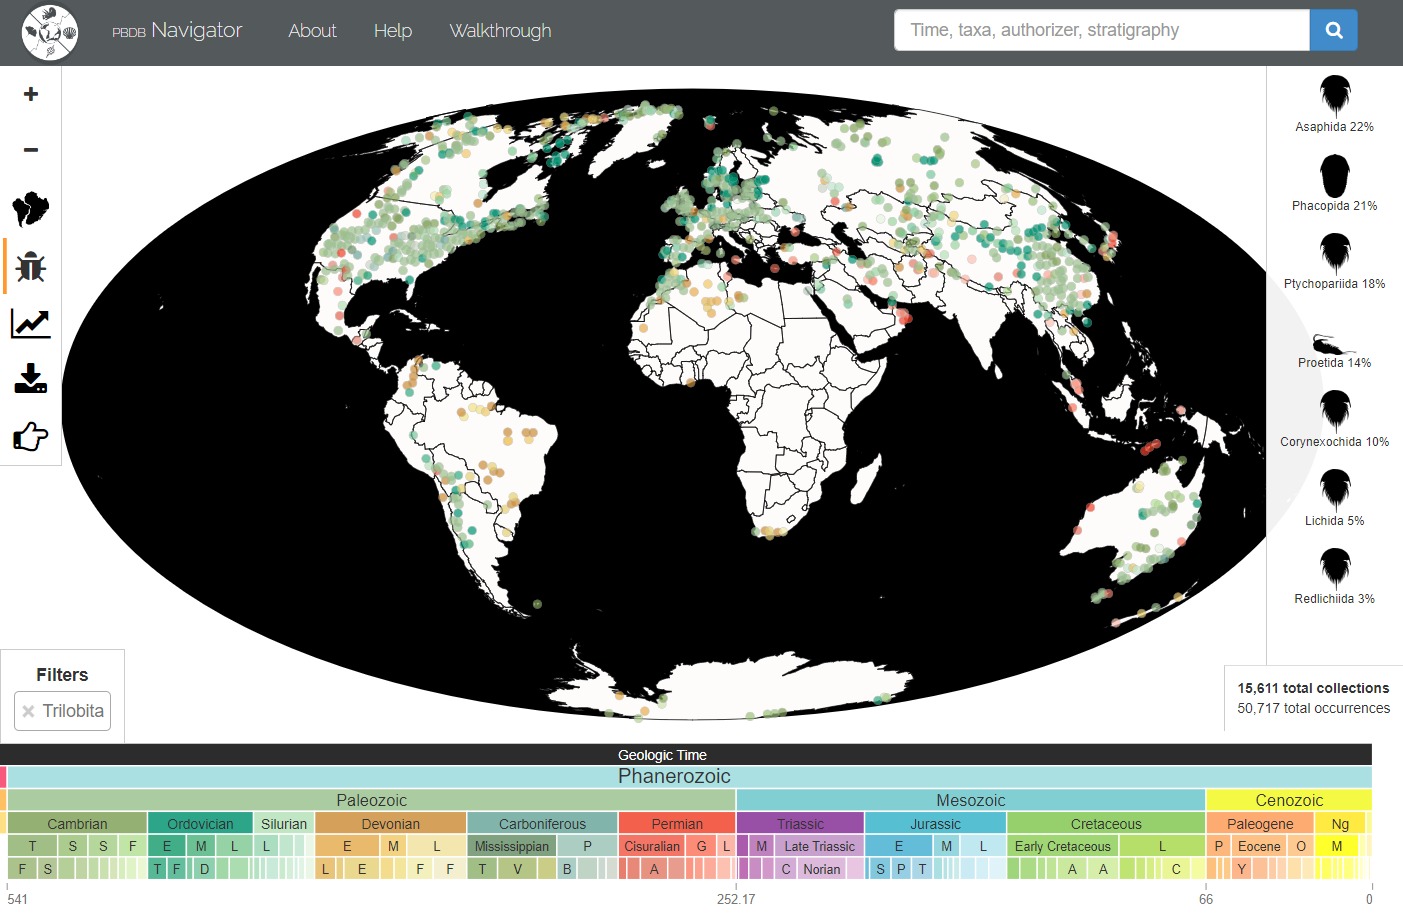 PBDB Navigator About Help Walkthrough
Time, taxa, authorizer, stratigraphy
Asaphida 22%
Phacopida 21%
Ptychopariida 18%
Proetida 14%
Corynexochida 10%
Lichida 5%
Redlichiida 3%
Filters
× Trilobita
15,611 total collections
50,717 total occurrences
Geologic Time
Phanerozoic
Paleozoic Mesozoic Cenozoic
Cambrian Ordovician Silurian Devonian Carboniferous Permian Triassic Jurassic Cretaceous Paleogene Ng
T S S F E M L L E M L Mississippian P Cisuralian G L M Late Triassic E M L Early Cretaceous L P Eocene O M
F S T F D L E F F T V B A C Norian S P T A A C Y
541 252.17 66 0